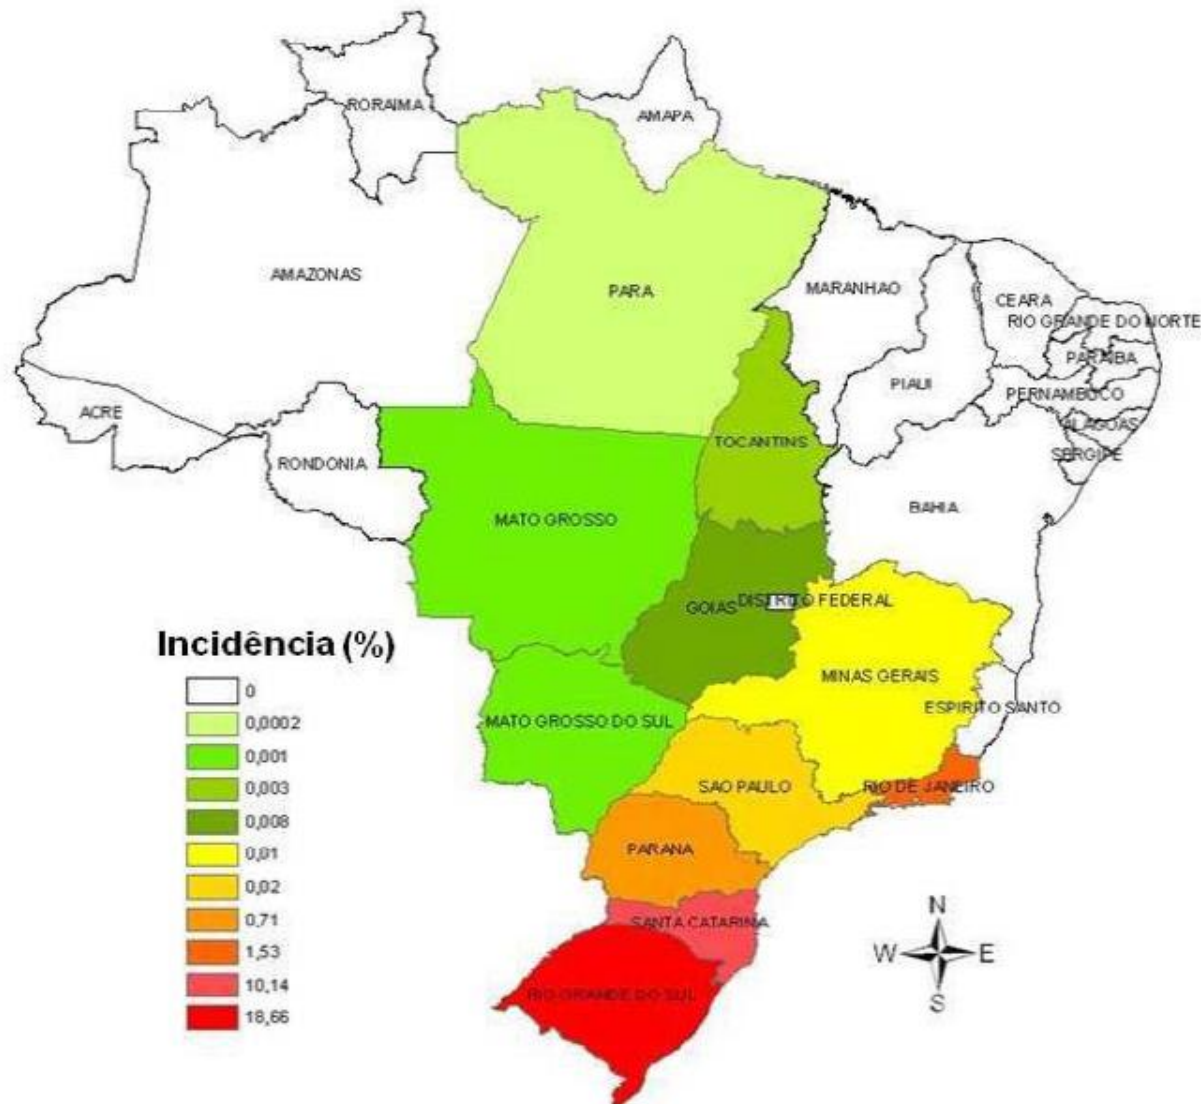 RORAIMA
AMAPA
AMAZONAS
PARA
MARANHAO
CEARA
RIO GRANDE DO NORTE
PARAIBA
PIAUI
PERNAMBUCO
ACRE
ALAGOAS
TOCANTINS
SERGIPE
RONDONIA
BAHIA
MATO GROSSO
GOIAS
DISTRITO FEDERAL
MINAS GERAIS
ESPIRITO SANTO
MATO GROSSO DO SUL
SAO PAULO
RIO DE JANEIRO
PARANA
SANTA CATARINA
RIO GRANDE DO SUL
Incidência (%)
0
0,0002
0,001
0,003
0,008
0,01
0,02
0,71
1,53
10,14
18,66
N
W E
S